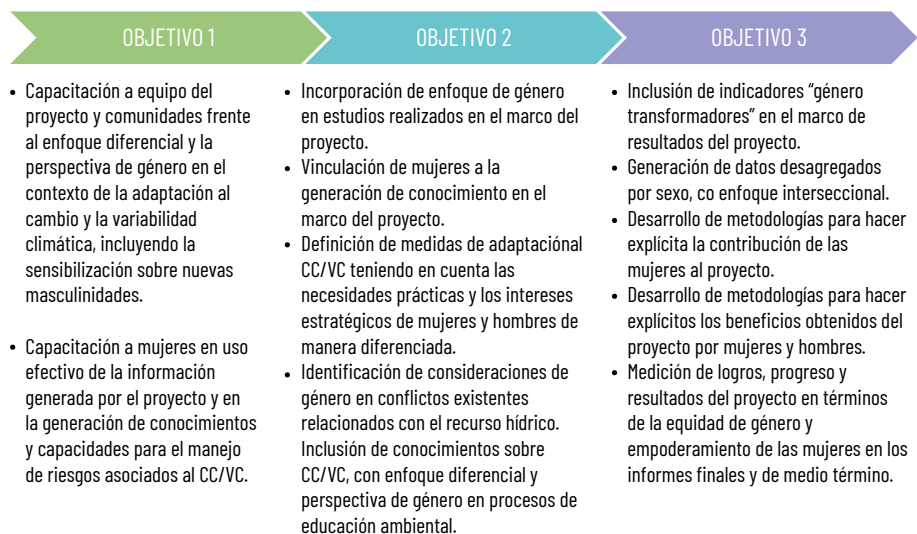 OBJETIVO 1
• Capacitación a equipo del
proyecto y comunidades frente
al enfoque diferencial y la
perspectiva de género en el
contexto de la adaptación al
cambio y la variabilidad
climática, incluyendo la
sensibilización sobre nuevas
masculinidades.
• Capacitación a mujeres en uso
efectivo de la información
generada por el proyecto y en
la generación de conocimientos
y capacidades para el manejo
de riesgos asociados al CC/VC.
OBJETIVO 2
• Incorporación de enfoque de género
en estudios realizados en el marco del
proyecto.
• Vinculación de mujeres a la
generación de conocimiento en el
marco del proyecto.
• Definición de medidas de adaptaciónal
CC/VC teniendo en cuenta las
necesidades prácticas y los intereses
estratégicos de mujeres y hombres de
manera diferenciada.
• Identificación de consideraciones de
género en conflictos existentes
relacionados con el recurso hídrico.
Inclusión de conocimientos sobre
CC/VC, con enfoque diferencial y
perspectiva de género en procesos de
educación ambiental.
OBJETIVO 3
• Inclusión de indicadores “género
transformadores” en el marco de
resultados del proyecto.
• Generación de datos desagregados
por sexo, co enfoque interseccional.
• Desarrollo de metodologías para hacer
explícita la contribución de las
mujeres al proyecto.
• Desarrollo de metodologías para hacer
explícitos los beneficios obtenidos del
proyecto por mujeres y hombres.
• Medición de logros, progreso y
resultados del proyecto en términos
de la equidad de género y
empoderamiento de las mujeres en los
informes finales y de medio término.